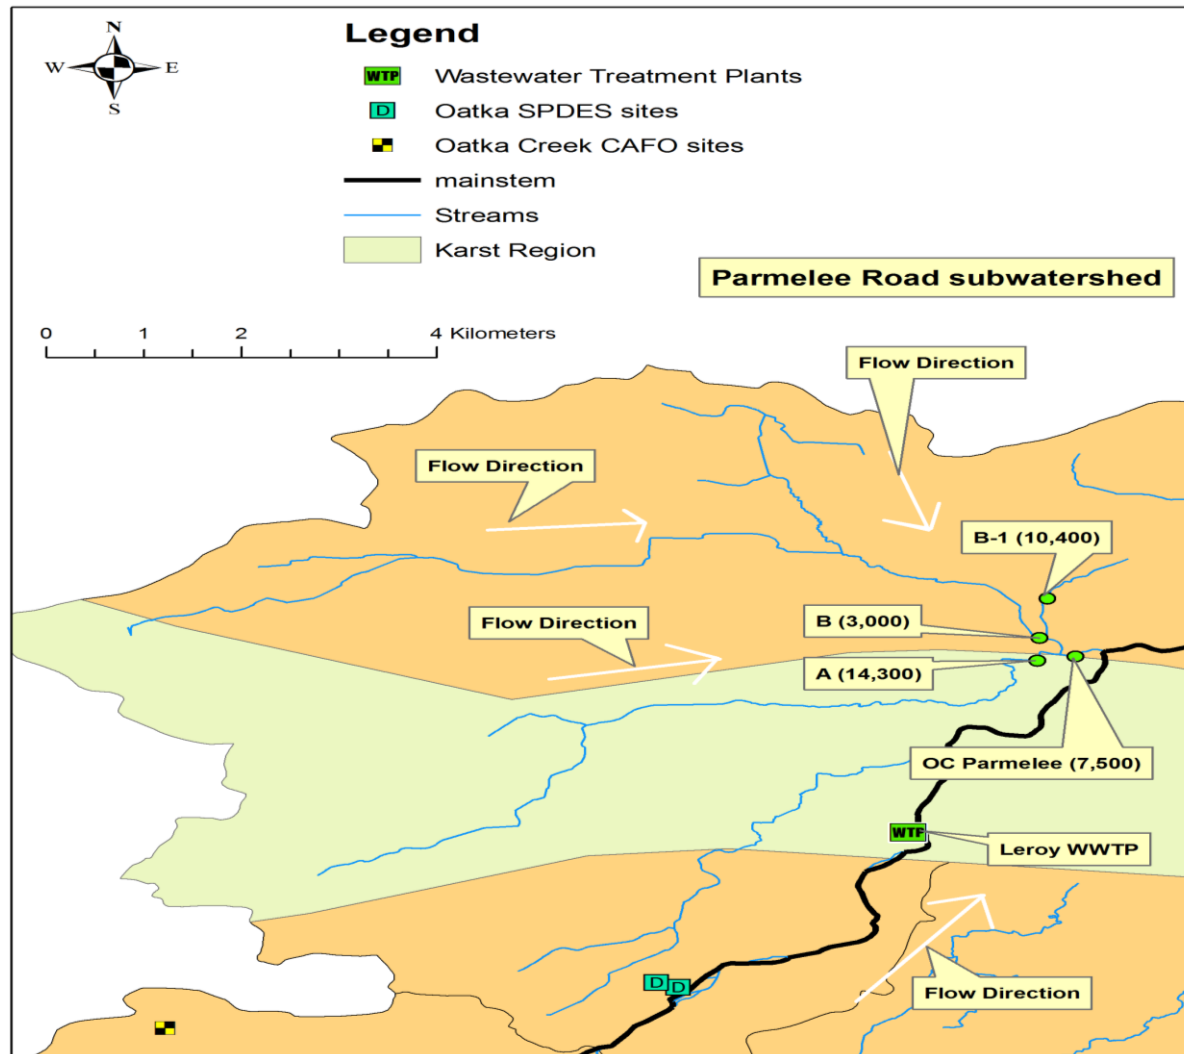 N
W E
S
Legend
WTP Wastewater Treatment Plants
D Oatka SPDES sites
Oatka Creek CAFO sites
mainstem
Streams
Karst Region
Parmelee Road subwatershed
0 1 2 4 Kilometers
Flow Direction
Flow Direction
B-1 (10,400)
B (3,000)
Flow Direction
A (14,300)
OC Parmelee (7,500)
WTF
Leroy WWTP
D D
Flow Direction